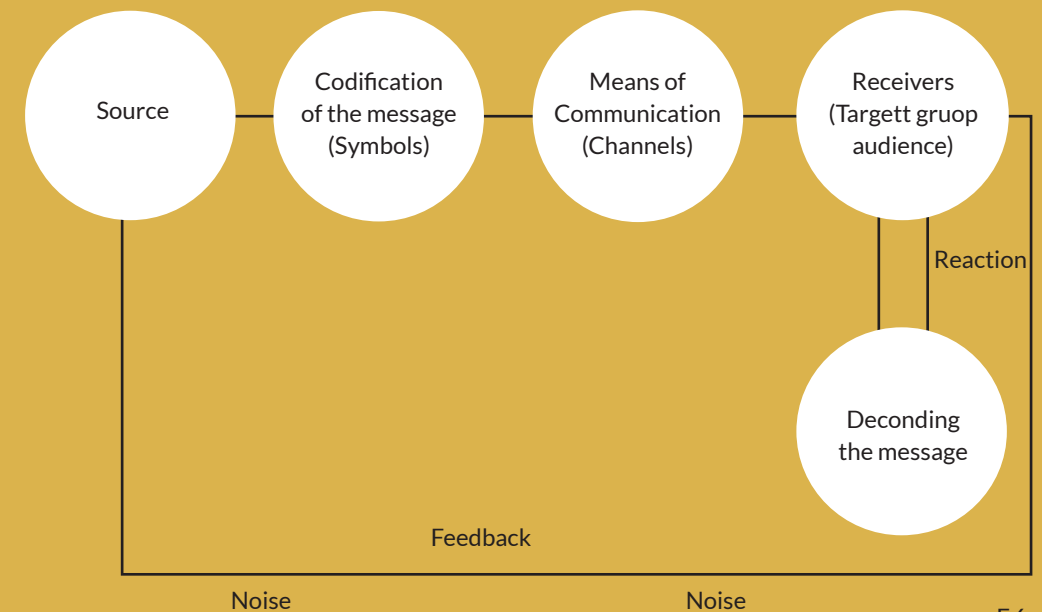 Source
Codification
of the message
(Symbols)
Means of
Communication
(Channels)
Receivers
(Targett gruop
audience)
Reaction
Deconding
the message
Feedback
Noise
Noise